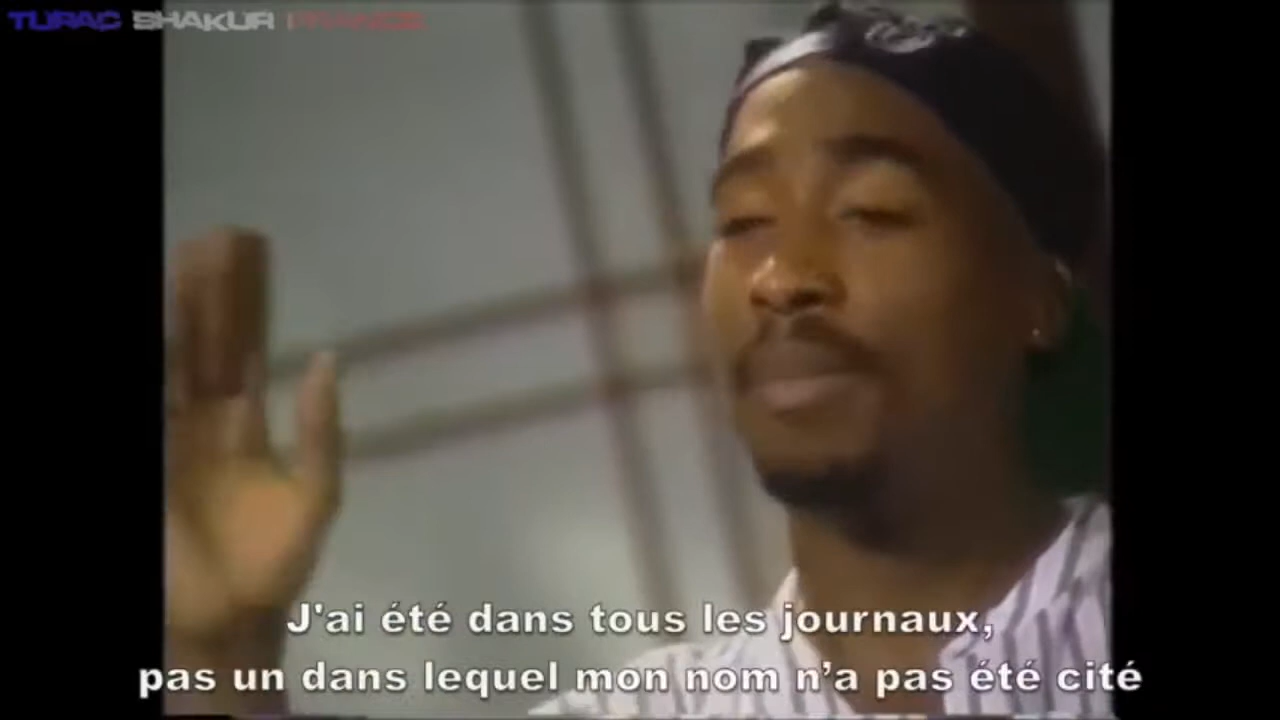 TUPAC SHAKUR | FRANCE
J'ai été dans tous les journaux,
pas un dans lequel mon nom n’a pas été cité